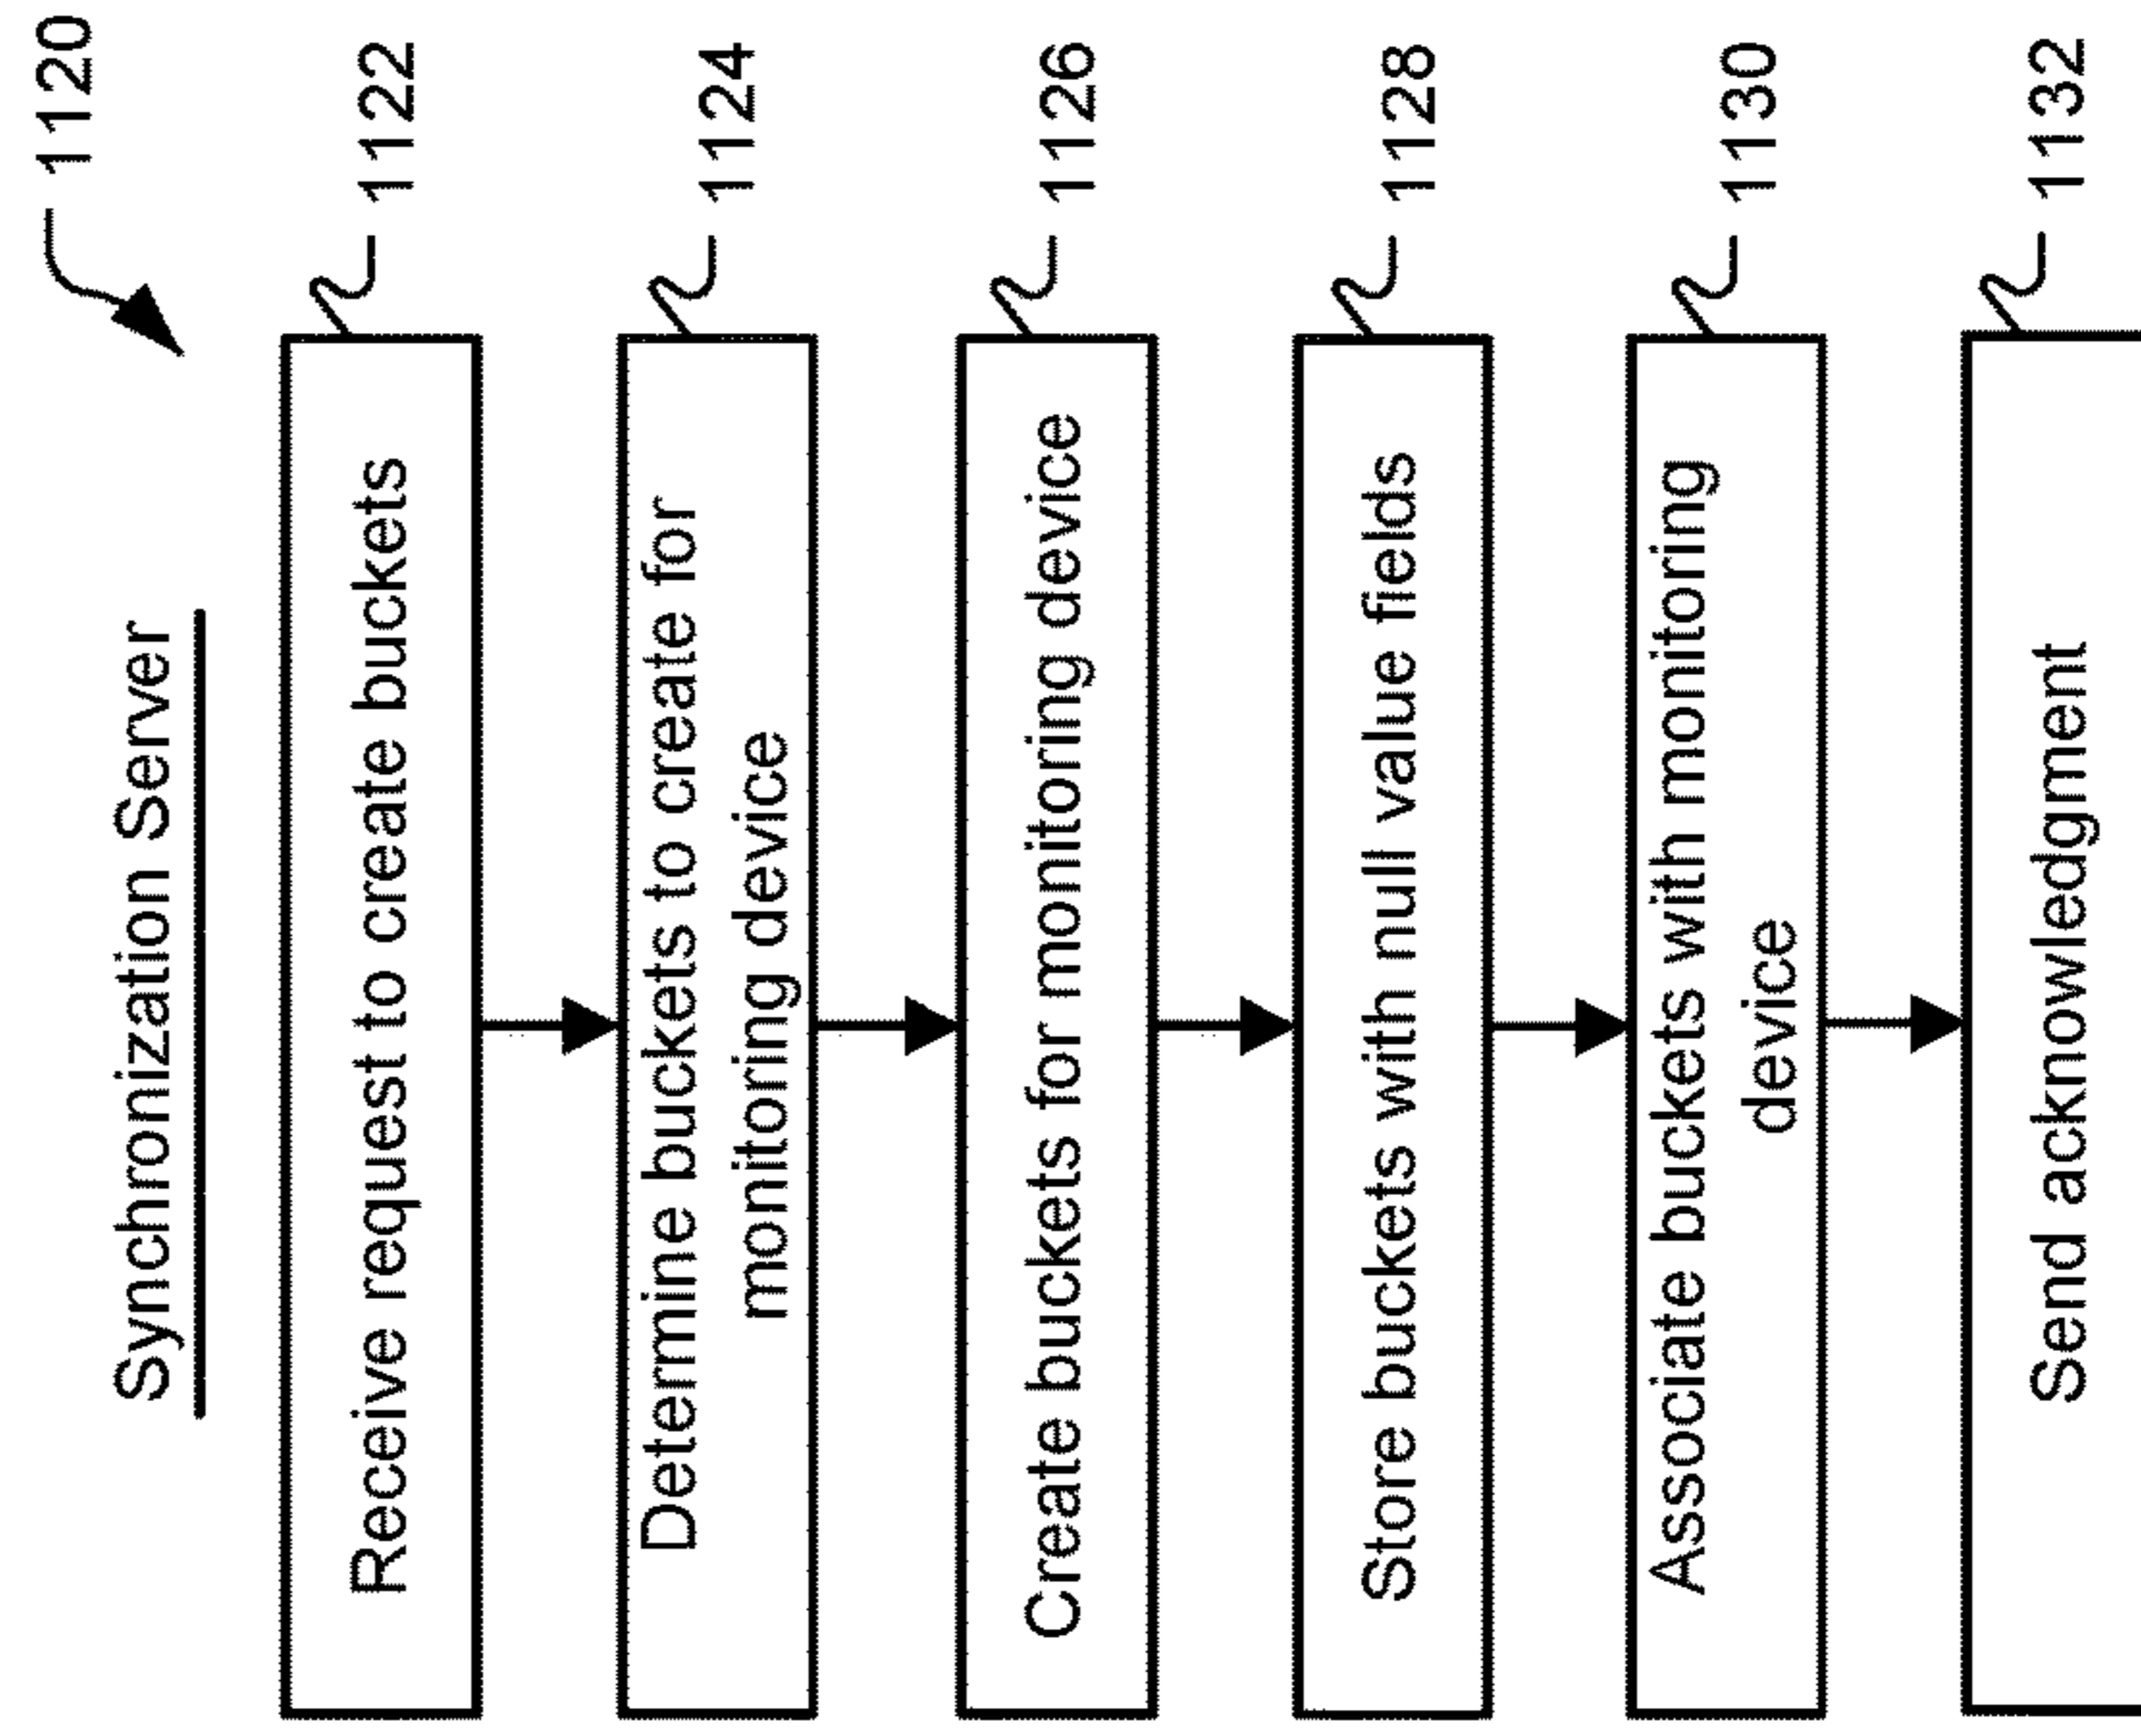 1120
Synchronization Server
Receive request to create buckets
1122
Determine buckets to create for
monitoring device
1124
Create buckets for monitoring device
1126
Store buckets with null value fields
1128
Associate buckets with monitoring
device
1130
Send acknowledgment
1132